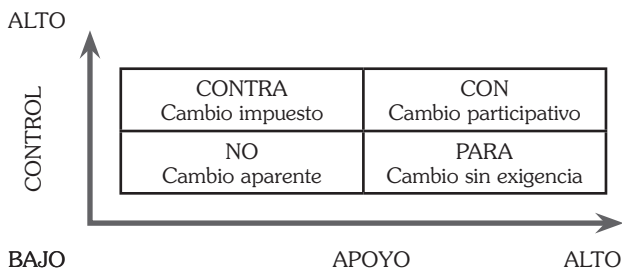 ALTO
CONTROL
CONTRA
Cambio impuesto
CON
Cambio participativo
NO
Cambio aparente
PARA
Cambio sin exigencia
BAJO
APOYO
ALTO